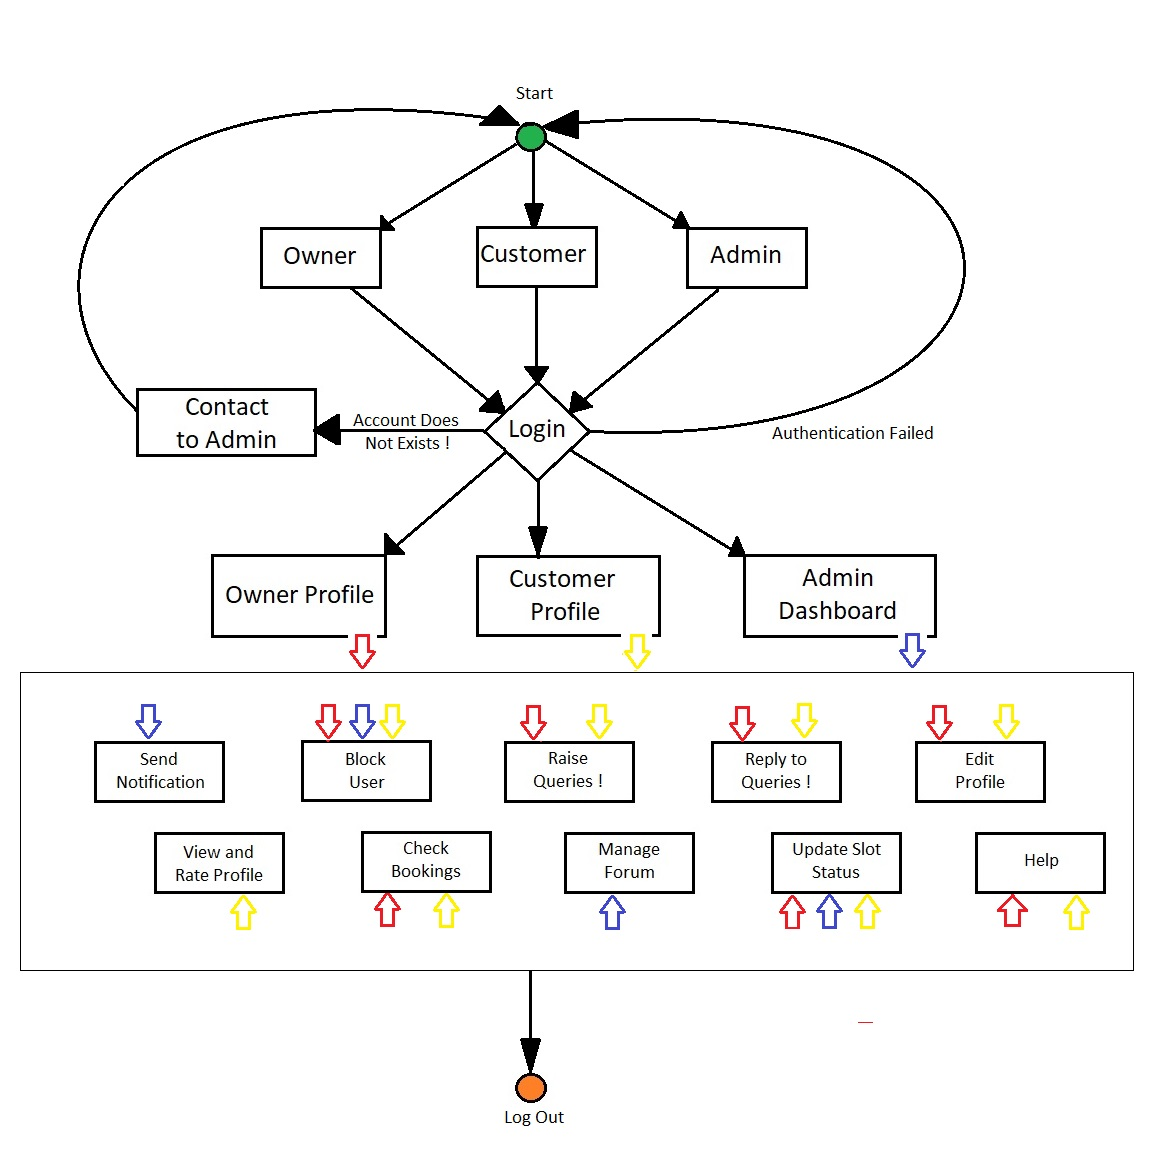 Start
Owner
Customer
Admin
Contact
to Admin
Account Does
Not Exists !
Login
Authentication Failed
Owner Profile
Customer
Profile
Admin
Dashboard
Send
Notification
Block
User
Raise
Queries !
Reply to
Queries !
Edit
Profile
View and
Rate Profile
Check
Bookings
Manage
Forum
Update Slot
Status
Help
Log Out